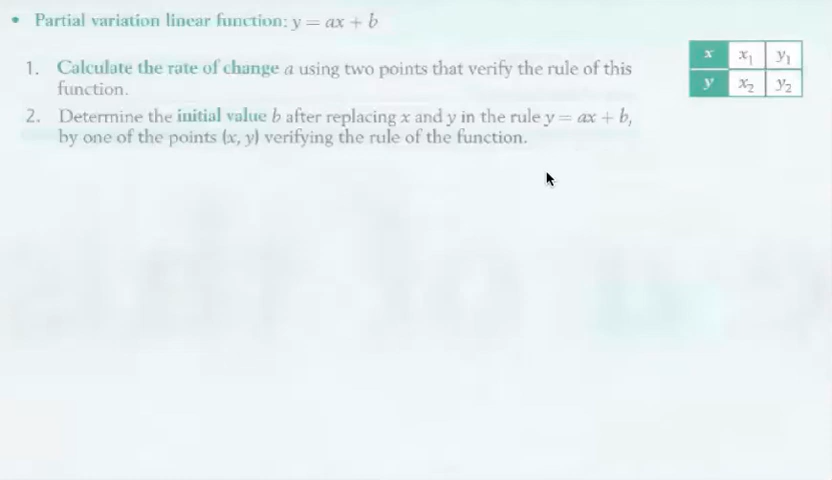 • Partial variation linear function: y = ax + b
1. Calculate the rate of change a using two points that verify the rule of this
function.
x x₁ y₁
y x₂ y₂
2. Determine the initial value b after replacing x and y in the rule y = ax + b,
by one of the points (x, y) verifying the rule of the function.